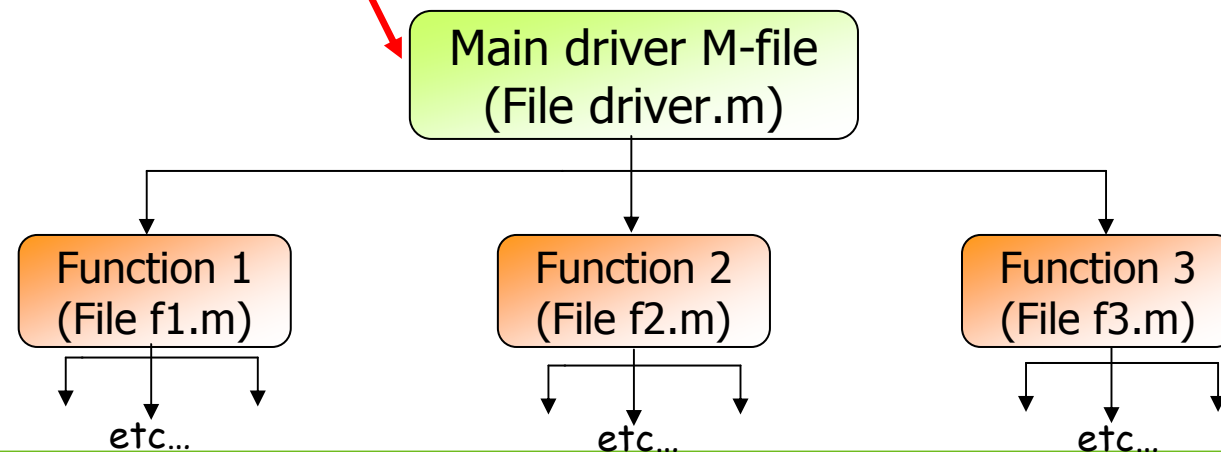 Main driver M-file
(File driver.m)
Function 1
(File f1.m)
Function 2
(File f2.m)
Function 3
(File f3.m)
etc…
etc…
etc…